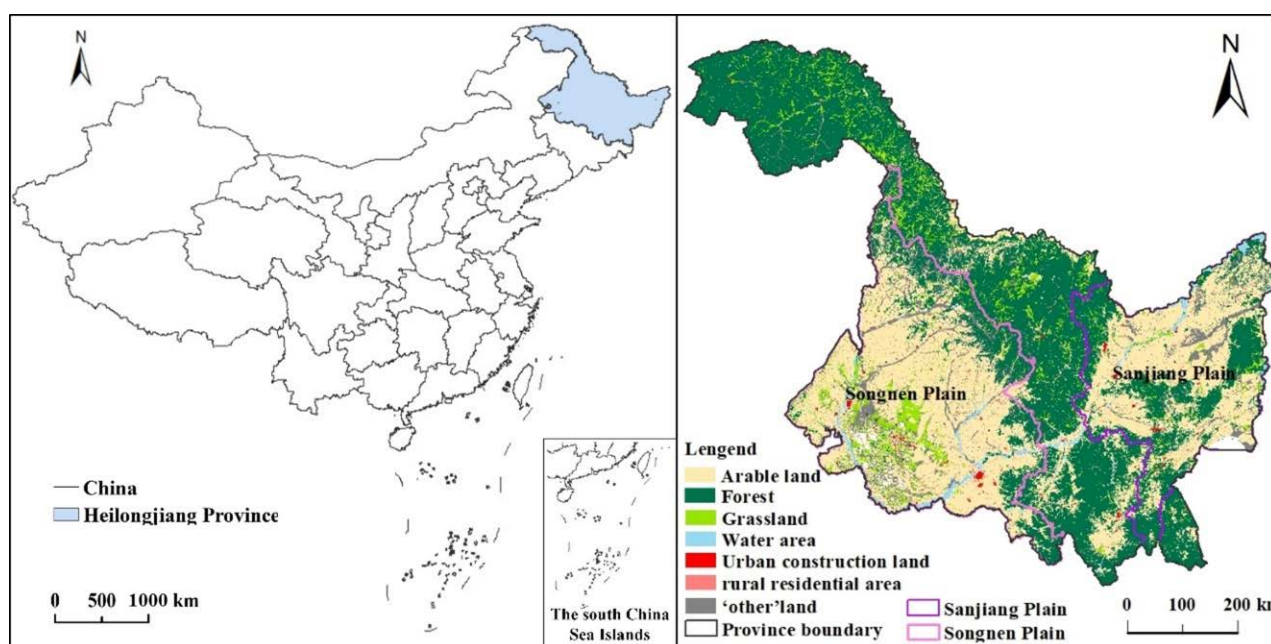 N
China
Heilongjiang Province
0 500 1000 km
The south China
Sea Islands
N
Songnen Plain
Sanjiang Plain
Lengend
Arable land
Forest
Grassland
Water area
Urban construction land
rural residential area
‘other’land
Province boundary
Sanjiang Plain
Songnen Plain
0 100 200 km